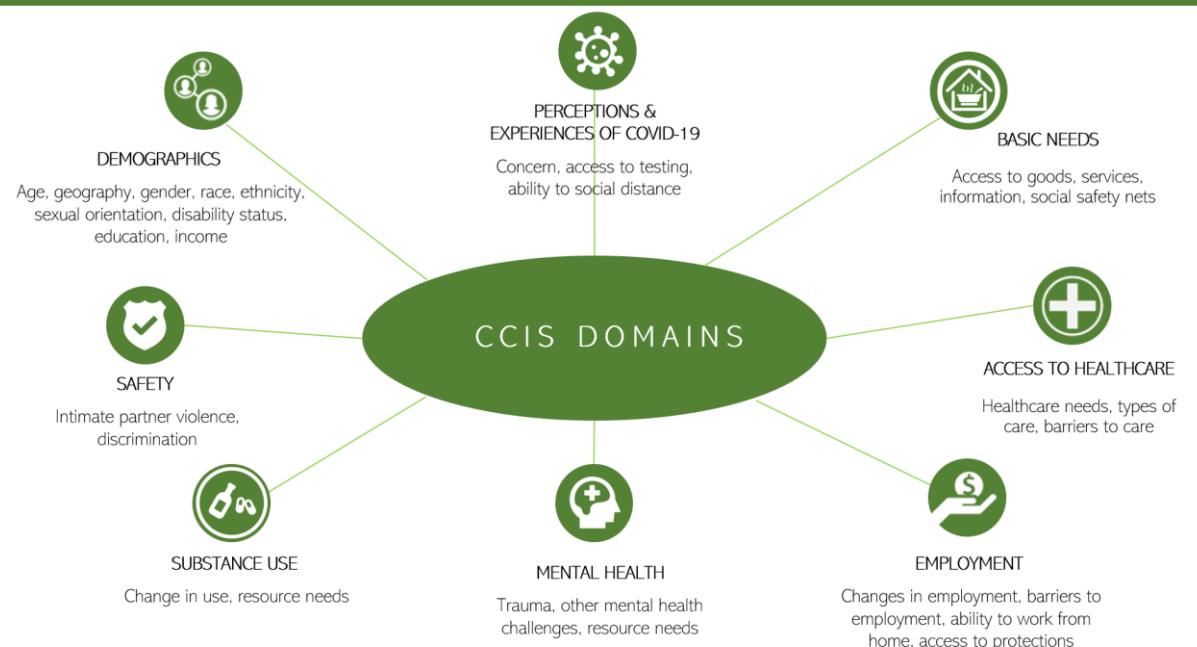 PERCEPTIONS &
EXPERIENCES OF COVID-19
Concern, access to testing,
ability to social distance
DEMOGRAPHICS
Age, geography, gender, race, ethnicity,
sexual orientation, disability status,
education, income
BASIC NEEDS
Access to goods, services,
information, social safety nets
CCIS DOMAINS
SAFETY
Intimate partner violence,
discrimination
ACCESS TO HEALTHCARE
Healthcare needs, types of
care, barriers to care
SUBSTANCE USE
Change in use, resource needs
MENTAL HEALTH
Trauma, other mental health
challenges, resource needs
$
EMPLOYMENT
Changes in employment, barriers to
employment, ability to work from
home, access to protections